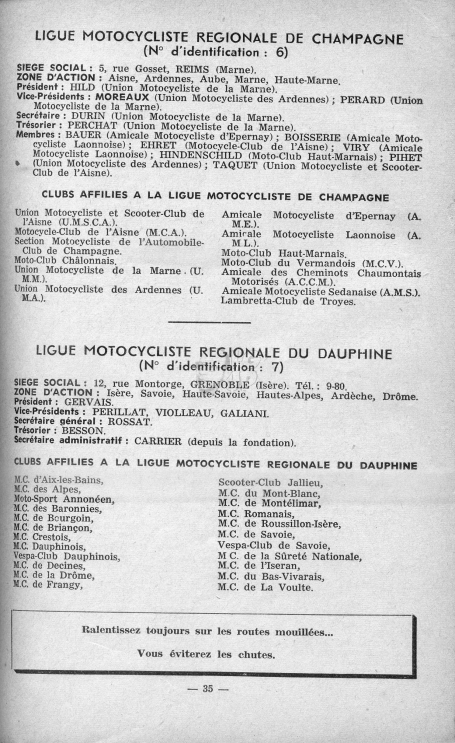 LIGUE MOTOCYCLISTE REGIONALE DE CHAMPAGNE
(N° d'identification : 6)
SIEGE SOCIAL : 5, rue Gosset, REIMS (Marne).
ZONE D'ACTION : Aisne, Ardennes, Aube, Marne, Haute-Marne.
Président : HILD (Union Motocycliste de la Marne).
Vice-Présidents : MOREAUX (Union Motocycliste des Ardennes) ; PERARD (Union
Motocycliste de la Marne).
Secrétaire : DURIN (Union Motocycliste de la Marne).
Trésorier : PERCHAT (Union Motocycliste de la Marne).
Membres : BAUER (Amicale Motocycliste d'Epernay) ; BOISSERIE (Amicale Moto-
cycliste Laonnoise) ; EHRET (Motocycle-Club de l'Aisne) ; VIRY (Amicale
Motocycliste Laonnoise) ; HINDENSCHILD (Moto-Club Haut-Marnais) ; PIHET
(Union Motocycliste des Ardennes) ; TAQUET (Union Motocycliste et Scooter-
Club de l'Aisne).
CLUBS AFFILIES A LA LIGUE MOTOCYCLISTE DE CHAMPAGNE
Union Motocycliste et Scooter-Club de
l'Aisne (U.M.S.C.A.).
Motocycle-Club de l'Aisne (M.C.A.).
Section Motocycliste de l'Automobile-
Club de Champagne.
Moto-Club Châlonnais.
Union Motocycliste de la Marne (U.
M.M.).
Union Motocycliste des Ardennes (U.
M.A.).
Amicale Motocycliste d'Epernay (A.
M.E.).
Amicale Motocycliste Laonnoise (A.
M.L.).
Moto-Club Haut-Marnais.
Moto-Club du Vermandois (M.C.V.).
Amicale des Cheminots Chaumontais
Motorisés (A.C.C.M.).
Amicale Motocycliste Sedanaise (A.M.S.).
Lambretta-Club de Troyes.
LIGUE MOTOCYCLISTE REGIONALE DU DAUPHINE
(N° d'identification : 7)
SIEGE SOCIAL : 12, rue Montorge, GRENOBLE (Isère). Tél. : 9-80.
ZONE D'ACTION : Isère, Savoie, Haute-Savoie, Hautes-Alpes, Ardèche, Drôme.
Président : GERVAIS.
Vice-Présidents : PERILLAT, VIOLLEAU, GALIANI.
Secrétaire général : ROSSAT.
Trésorier : BESSON.
Secrétaire administratif : CARRIER (depuis la fondation).
CLUBS AFFILIES A LA LIGUE MOTOCYCLISTE REGIONALE DU DAUPHINE
M.C. d'Aix-les-Bains,
M.C. des Alpes,
Moto-Sport Annonéen,
M.C. des Baronnies,
M.C. de Bourgoin,
M.C. de Briançon,
M.C. Crestois,
M.C. Dauphinois,
Vespa-Club Dauphinois,
M.C. de Decines,
M.C. de la Drôme,
M.C. de Frangy,
Scooter-Club Jallieu,
M.C. du Mont-Blanc,
M.C. de Montélimar,
M.C. Romanais,
M.C. de Roussillon-Isère,
M.C. de Savoie,
Vespa-Club de Savoie,
M C. de la Sûreté Nationale,
M.C. de l'Iseran,
M.C. du Bas-Vivarais,
M.C. de La Voulte.
Ralentissez toujours sur les routes mouillées...
Vous éviterez les chutes.
— 35 —